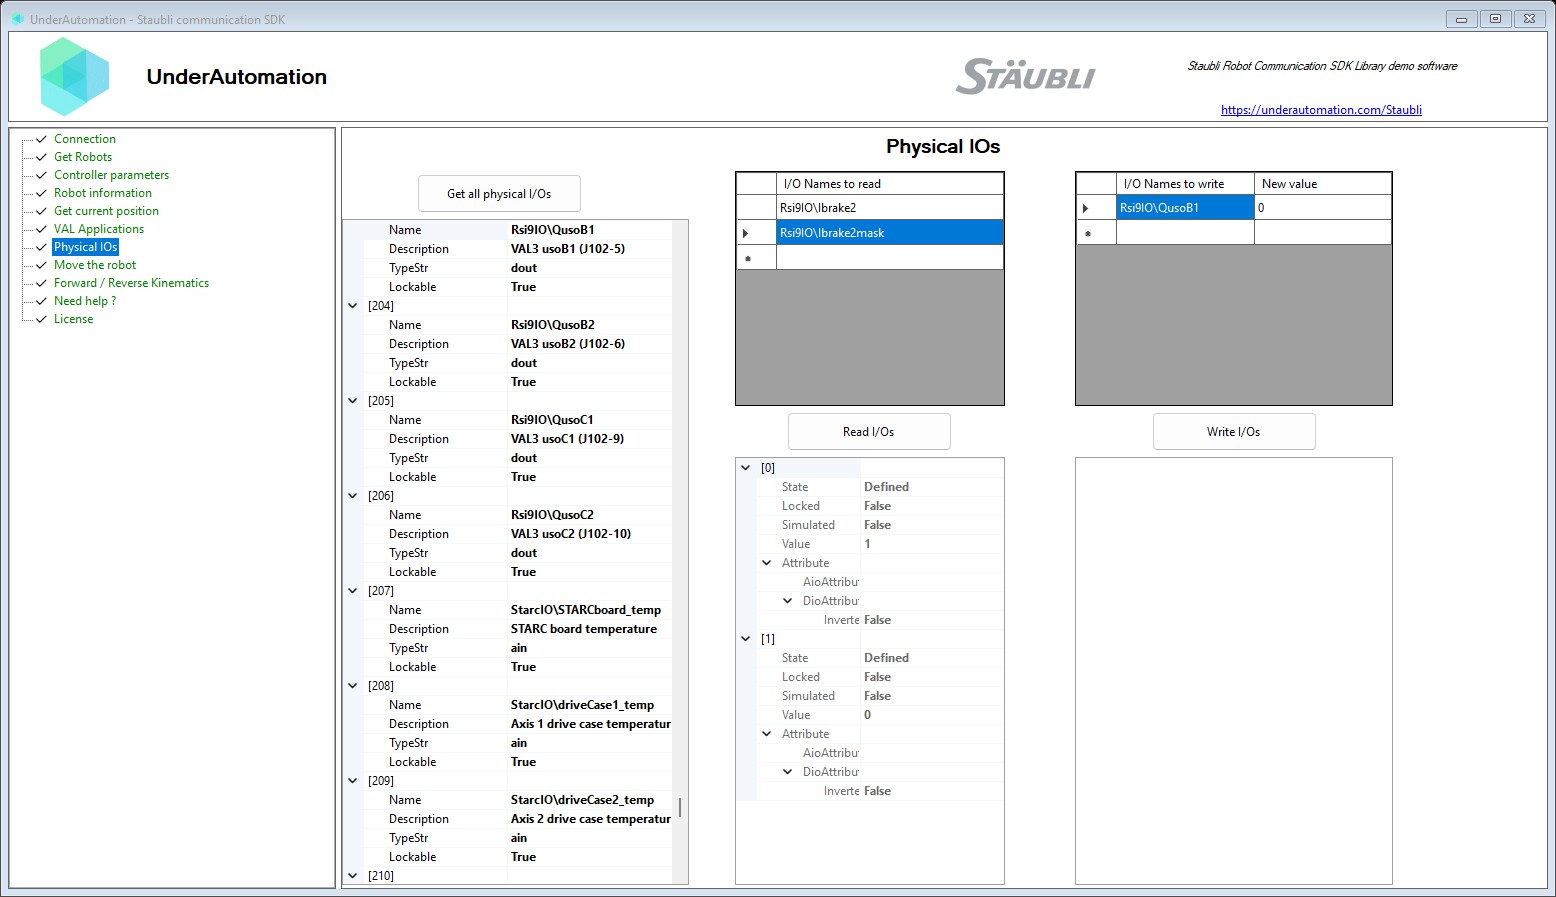 UnderAutomation - Staubli communication SDK
UnderAutomation
STÄUBLI
Staubli Robot Communication SDK Library demo software
https://underautomation.com/Staubli
Connection
Get Robots
Controller parameters
Robot information
Get current position
VAL Applications
Physical IOs
Move the robot
Forward / Reverse Kinematics
Need help ?
License
Physical IOs
Get all physical I/Os
Name Rsi9IO\QusoB1
Description VAL3 usoB1 (J102-5)
TypeStr dout
Lockable True
[204]
Name Rsi9IO\QusoB2
Description VAL3 usoB2 (J102-6)
TypeStr dout
Lockable True
[205]
Name Rsi9IO\QusoC1
Description VAL3 usoC1 (J102-9)
TypeStr dout
Lockable True
[206]
Name Rsi9IO\QusoC2
Description VAL3 usoC2 (J102-10)
TypeStr dout
Lockable True
[207]
Name StarcIO\STARCboard_temp
Description STARC board temperature
TypeStr ain
Lockable True
[208]
Name StarcIO\driveCase1_temp
Description Axis 1 drive case temperatur
TypeStr ain
Lockable True
[209]
Name StarcIO\driveCase2_temp
Description Axis 2 drive case temperatur
TypeStr ain
Lockable True
[210]
I/O Names to read
Rsi9IO\Ibrake2
Rsi9IO\Ibrake2mask
Read I/Os
[0]
State Defined
Locked False
Simulated False
Value 1
Attribute
AioAttribu
DioAttribu
Inverte False
[1]
State Defined
Locked False
Simulated False
Value 0
Attribute
AioAttribu
DioAttribu
Inverte False
I/O Names to write New value
Rsi9IO\QusoB1 0
Write I/Os